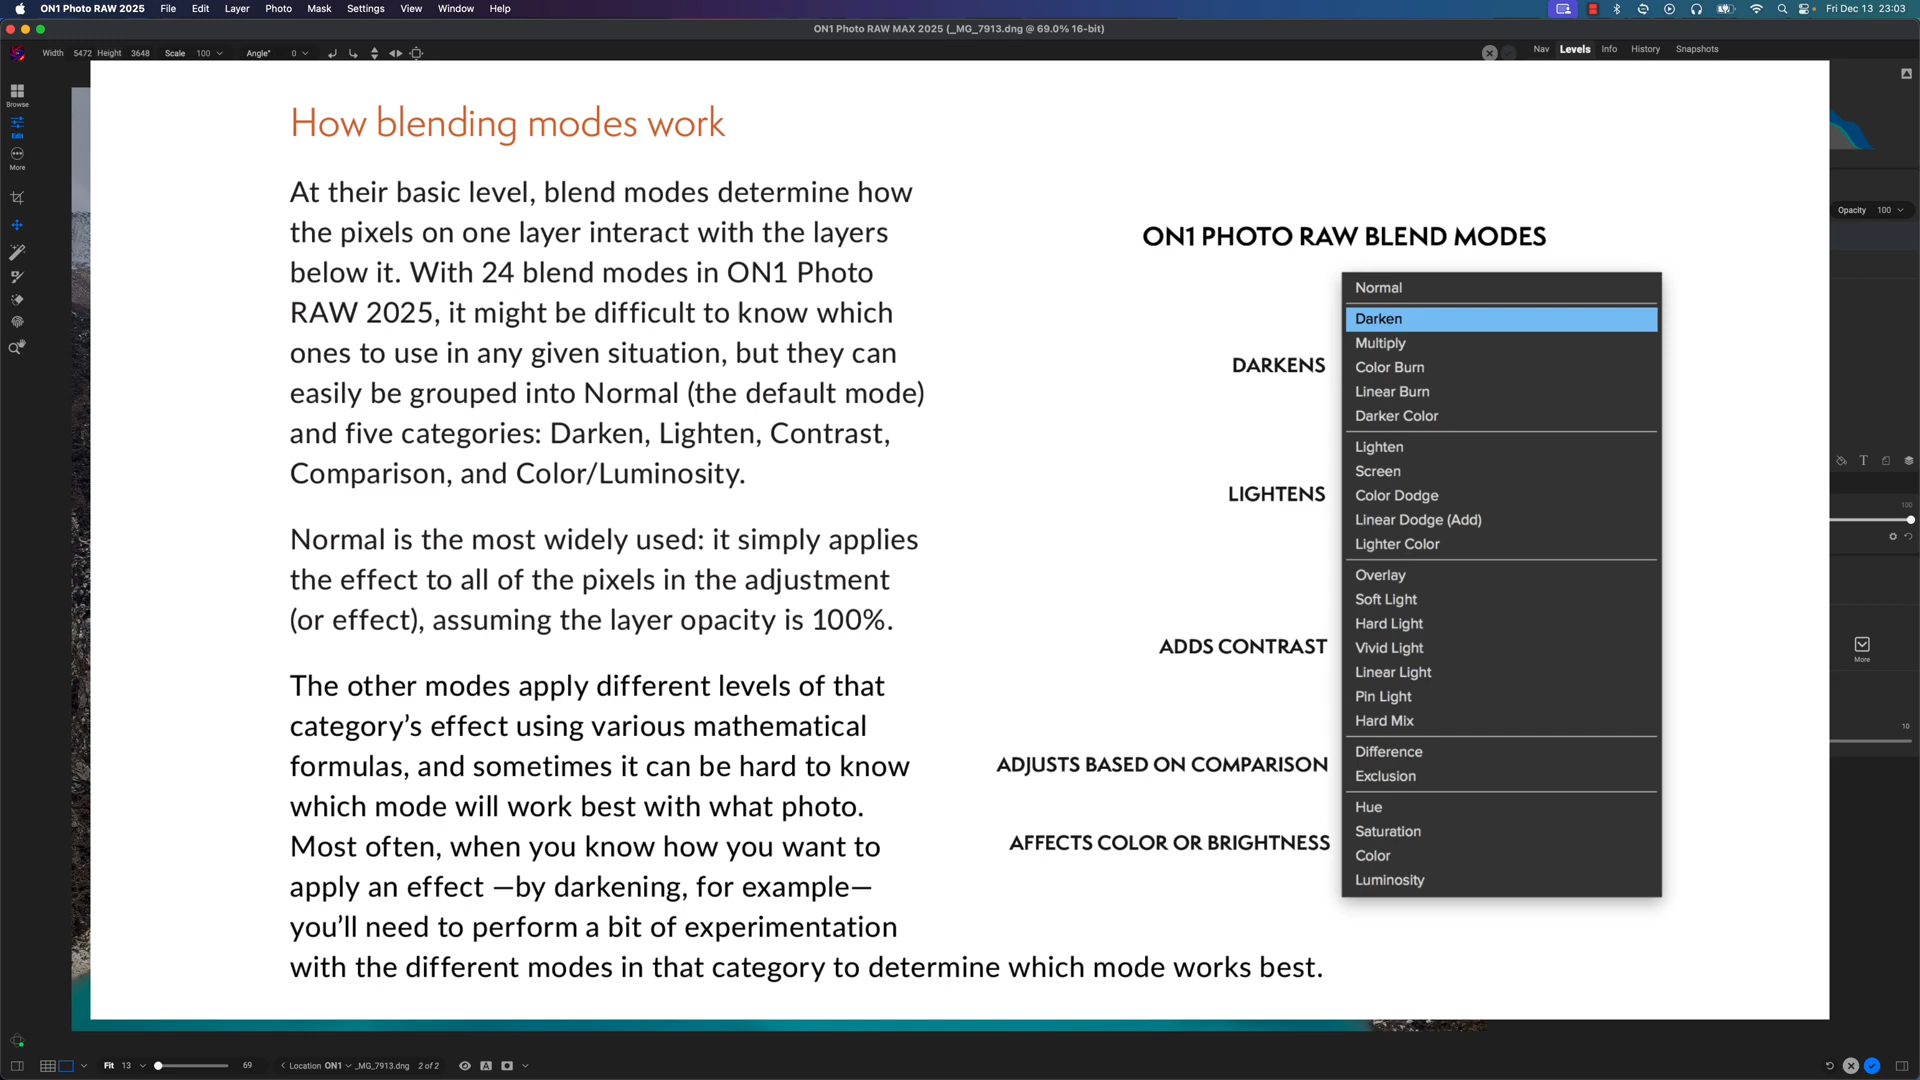 ON1 Photo RAW 2025 File Edit Layer Photo Mask Settings View Window Help Fri Dec 13 23:03
ON1 Photo RAW MAX 2025 (_MG_7913.dng @ 69.0% 16-bit)
Width 5472 Height 3648 Scale 100 Angle° 0 Nav Levels Info History Snapshots
Browse
Edit
More
How blending modes work
At their basic level, blend modes determine how
the pixels on one layer interact with the layers
below it. With 24 blend modes in ON1 Photo
RAW 2025, it might be difficult to know which
ones to use in any given situation, but they can
easily be grouped into Normal (the default mode)
and five categories: Darken, Lighten, Contrast,
Comparison, and Color/Luminosity.
Normal is the most widely used: it simply applies
the effect to all of the pixels in the adjustment
(or effect), assuming the layer opacity is 100%.
The other modes apply different levels of that
category’s effect using various mathematical
formulas, and sometimes it can be hard to know
which mode will work best with what photo.
Most often, when you know how you want to
apply an effect —by darkening, for example—
you’ll need to perform a bit of experimentation
with the different modes in that category to determine which mode works best.
ON1 PHOTO RAW BLEND MODES
Normal
DARKENS
Darken
Multiply
Color Burn
Linear Burn
Darker Color
LIGHTENS
Lighten
Screen
Color Dodge
Linear Dodge (Add)
Lighter Color
ADDS CONTRAST
Overlay
Soft Light
Hard Light
Vivid Light
Linear Light
Pin Light
Hard Mix
ADJUSTS BASED ON COMPARISON
Difference
Exclusion
AFFECTS COLOR OR BRIGHTNESS
Hue
Saturation
Color
Luminosity
Opacity 100
T
100
More
10
Fit 13 69 Location ON1 _MG_7913.dng 2 of 2 A